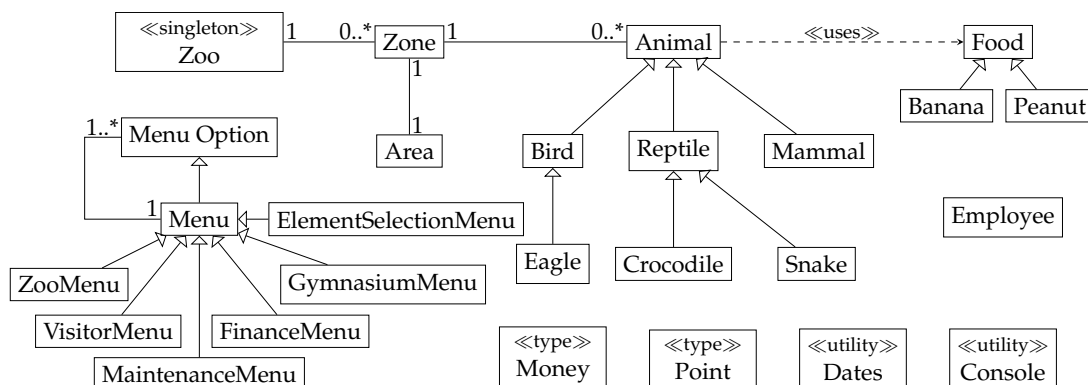 ≪singleton≫
Zoo
1
0..*
Zone
1
0..*
Animal
≪uses≫
Food
1
1
Area
Banana
Peanut
Bird
Reptile
Mammal
Menu Option
1..*
1
Menu
ElementSelectionMenu
Employee
Eagle
Crocodile
Snake
ZooMenu
GymnasiumMenu
VisitorMenu
FinanceMenu
MaintenanceMenu
≪type≫
Money
≪type≫
Point
≪utility≫
Dates
≪utility≫
Console